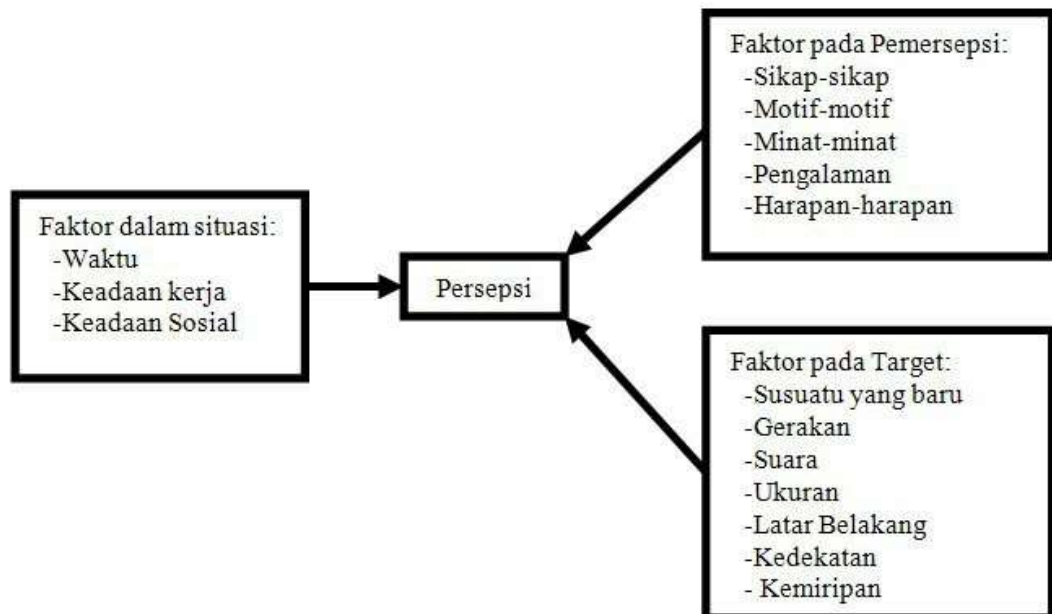 Faktor dalam situasi:
-Waktu
-Keadaan kerja
-Keadaan Sosial
Persepsi
Faktor pada Pemersepsi:
-Sikap-sikap
-Motif-motif
-Minat-minat
-Pengalaman
-Harapan-harapan
Faktor pada Target:
-Susuatu yang baru
-Gerakan
-Suara
-Ukuran
-Latar Belakang
-Kedekatan
- Kemiripan